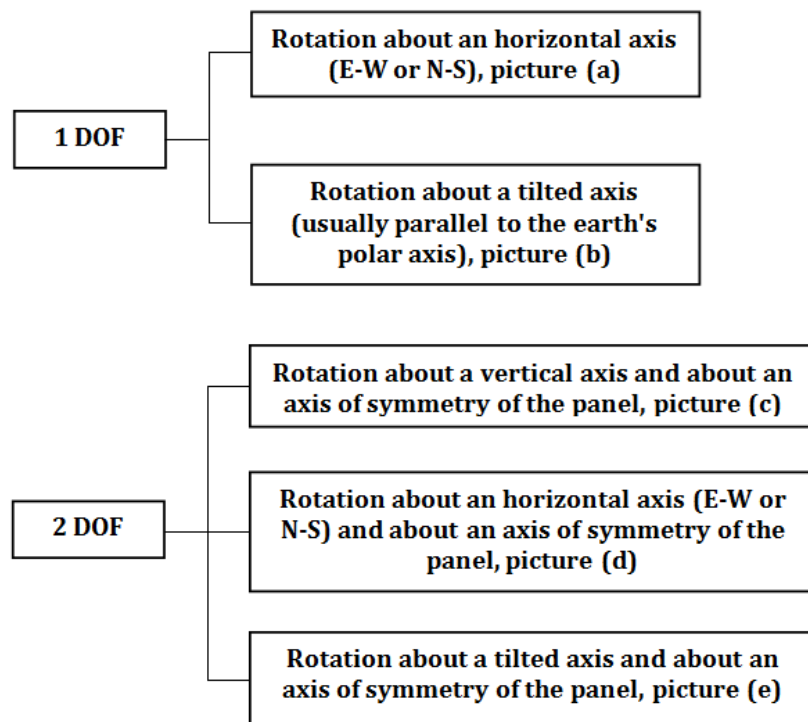 Rotation about an horizontal axis
(E-W or N-S), picture (a)
1 DOF
Rotation about a tilted axis
(usually parallel to the earth's
polar axis), picture (b)
Rotation about a vertical axis and about an
axis of symmetry of the panel, picture (c)
2 DOF
Rotation about an horizontal axis (E-W or
N-S) and about an axis of symmetry of the
panel, picture (d)
Rotation about a tilted axis and about an
axis of symmetry of the panel, picture (e)